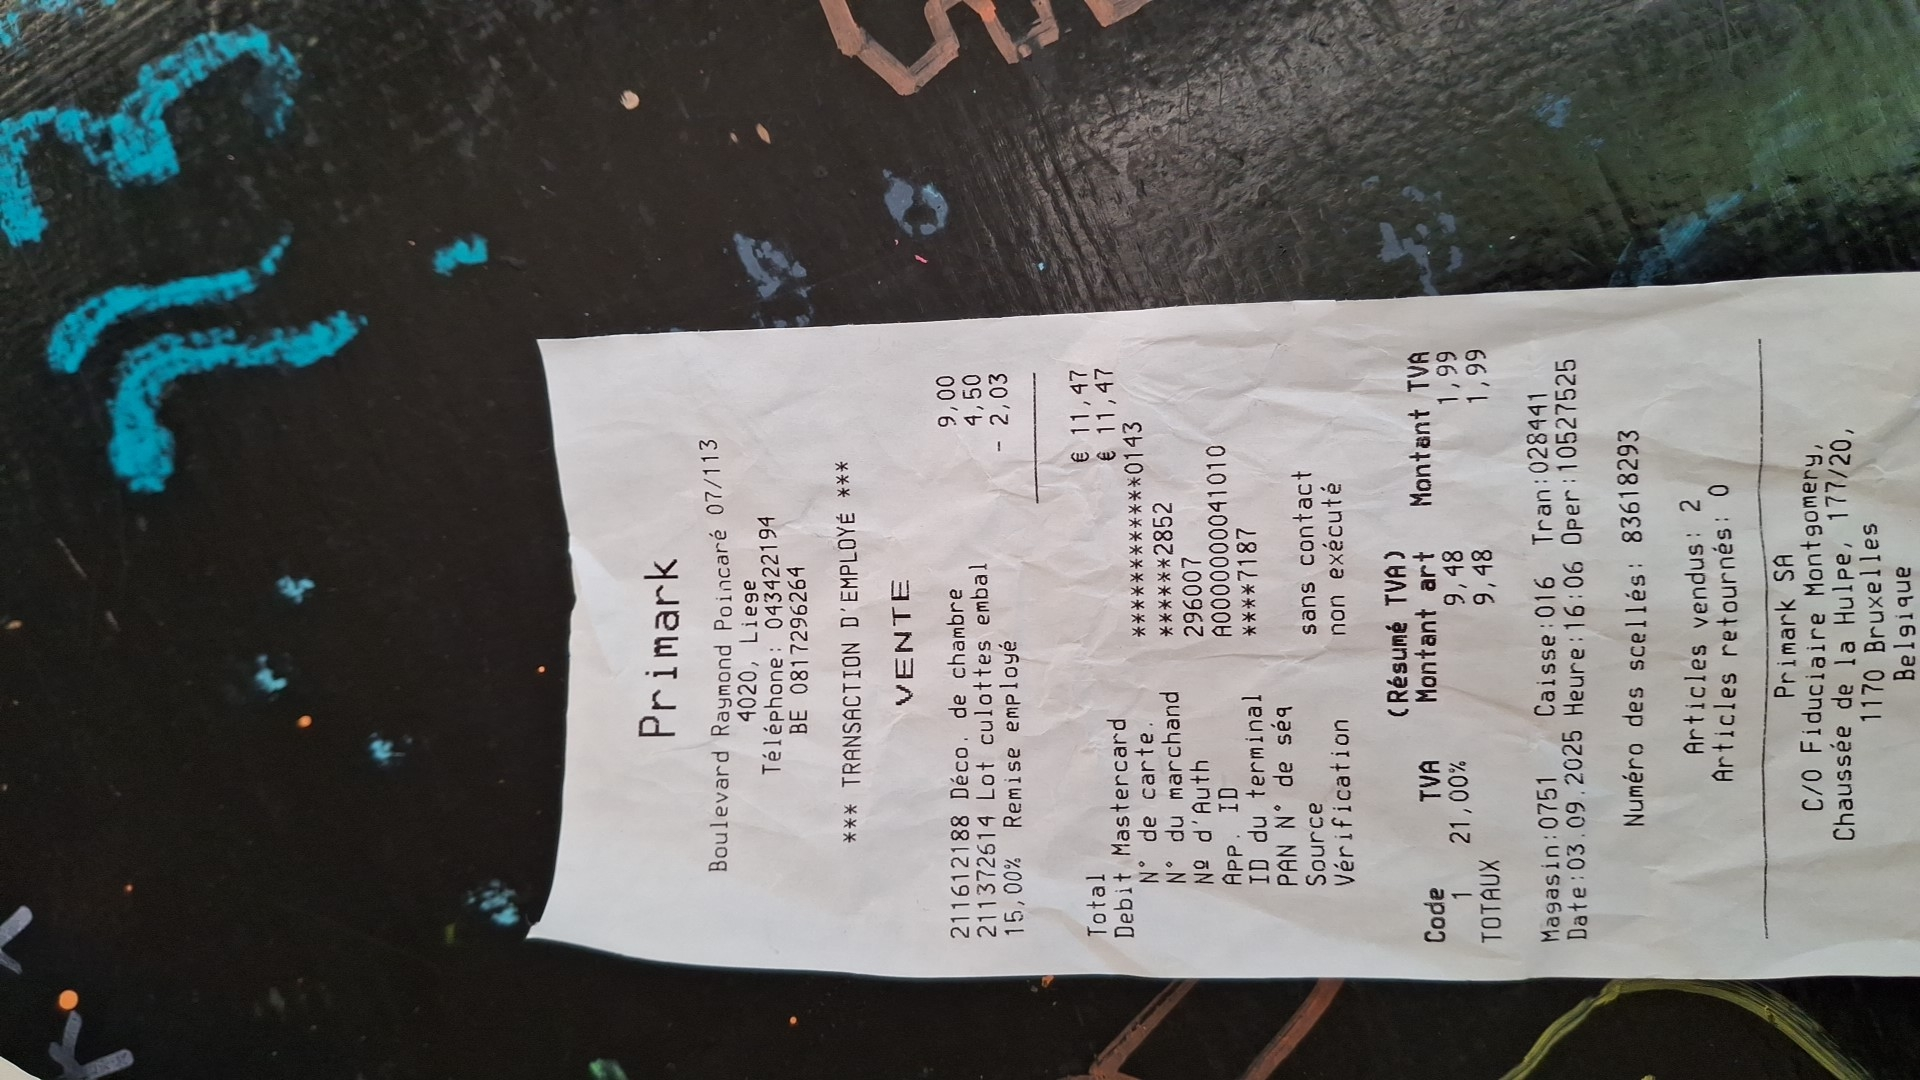 Primark
Boulevard Raymond Poincaré 07/113
4020, Liege
Téléphone: 043422194
BE 0817296264
*** TRANSACTION D'EMPLOYÉ ***
VENTE
211612188 Déco. de chambre 9,00
211372614 Lot culottes embal 4,50
15,00% Remise employé - 2,03
Total € 11,47
Debit Mastercard € 11,47
N° de carte. ***************0143
N° du marchand ******2852
Nº d'Auth 296007
APP. ID A0000000041010
ID du terminal ****7187
PAN N° de séq
Source sans contact
Vérification non exécuté
(Résumé TVA)
Code TVA Montant art Montant TVA
1 21,00% 9,48 1,99
TOTAUX 9,48 1,99
Magasin:0751 Caisse:016 Tran:028441
Date:03.09.2025 Heure:16:06 Oper:10527525
Numéro des scellés: 83618293
Articles vendus: 2
Articles retournés: 0
Primark SA
C/O Fiduciaire Montgomery,
Chaussée de la Hulpe, 177/20,
1170 Bruxelles
Belgique